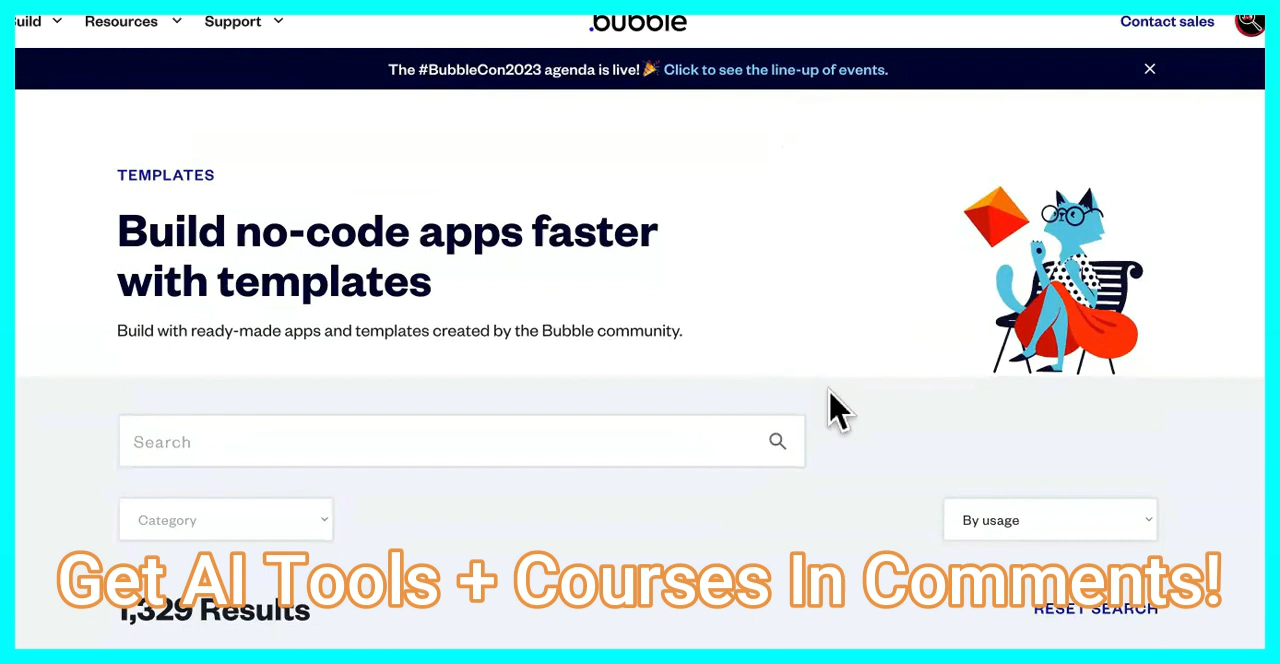 Resources
Support
.bubble
Contact sales
The #BubbleCon2023 agenda is live! Click to see the line-up of events.
TEMPLATES
Build no-code apps faster
with templates
Build with ready-made apps and templates created by the Bubble community.
Search
Category
By usage
Get AI Tools + Courses In Comments!
1,329 Results
RESET SEARCH